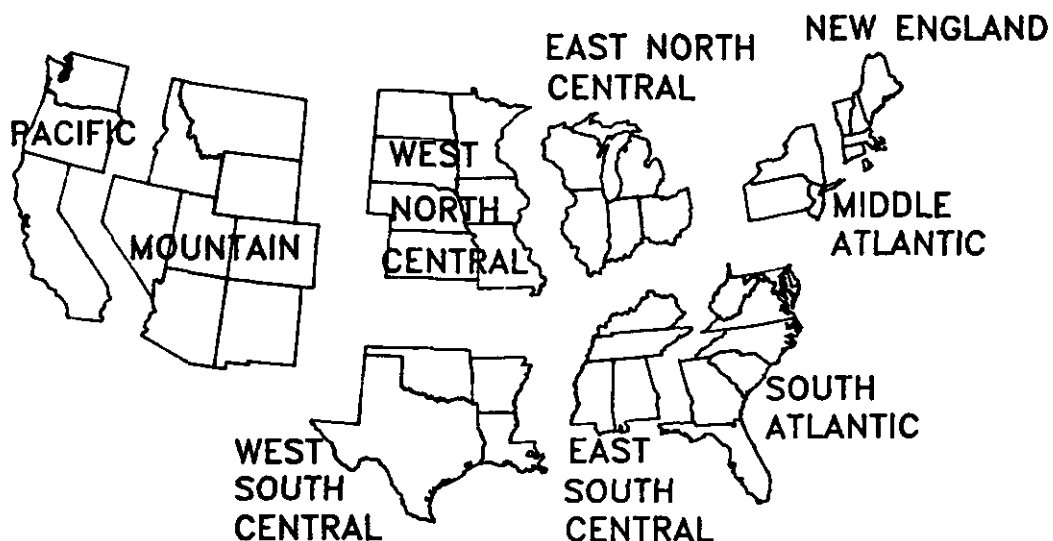 NEW ENGLAND
EAST NORTH
CENTRAL
PACIFIC
WEST
NORTH
CENTRAL
MOUNTAIN
MIDDLE
ATLANTIC
SOUTH
ATLANTIC
WEST
SOUTH
CENTRAL
EAST
SOUTH
CENTRAL